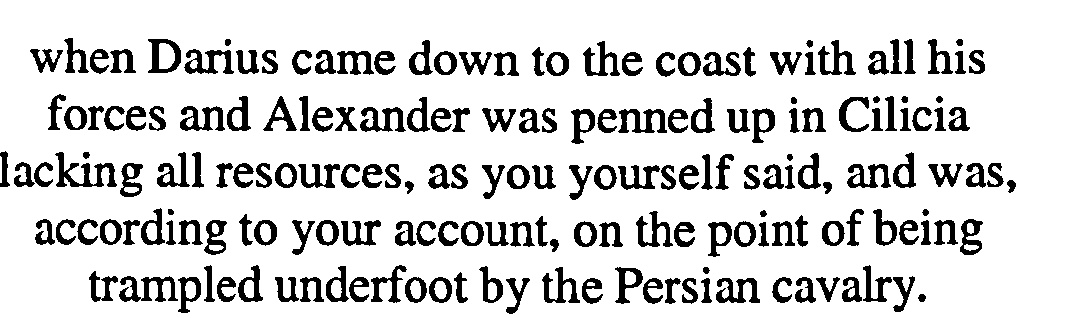 when Darius came down to the coast with all his
forces and Alexander was penned up in Cilicia
lacking all resources, as you yourself said, and was,
according to your account, on the point of being
trampled underfoot by the Persian cavalry.